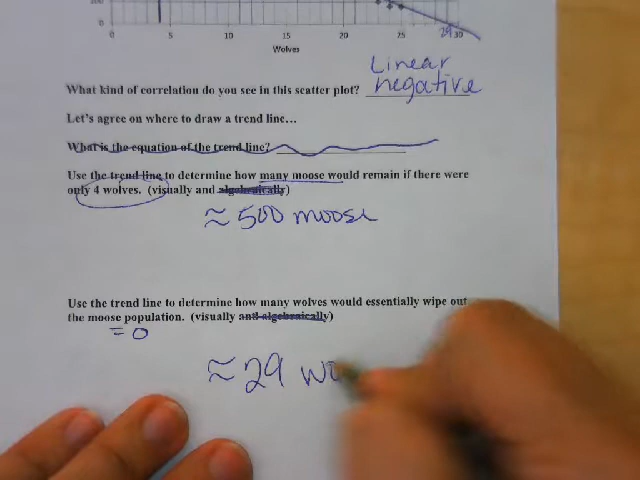 0
0 5 10 15 20 25 29 30
Wolves
Linear
What kind of correlation do you see in this scatter plot? negative
Let's agree on where to draw a trend line...
What is the equation of the trend line?
Use the trend line to determine how many moose would remain if there were
only 4 wolves. (visually and algebraically)
≈ 500 moose
Use the trend line to determine how many wolves would essentially wipe out
the moose population. (visually and algebraically)
= 0
≈ 29 wo